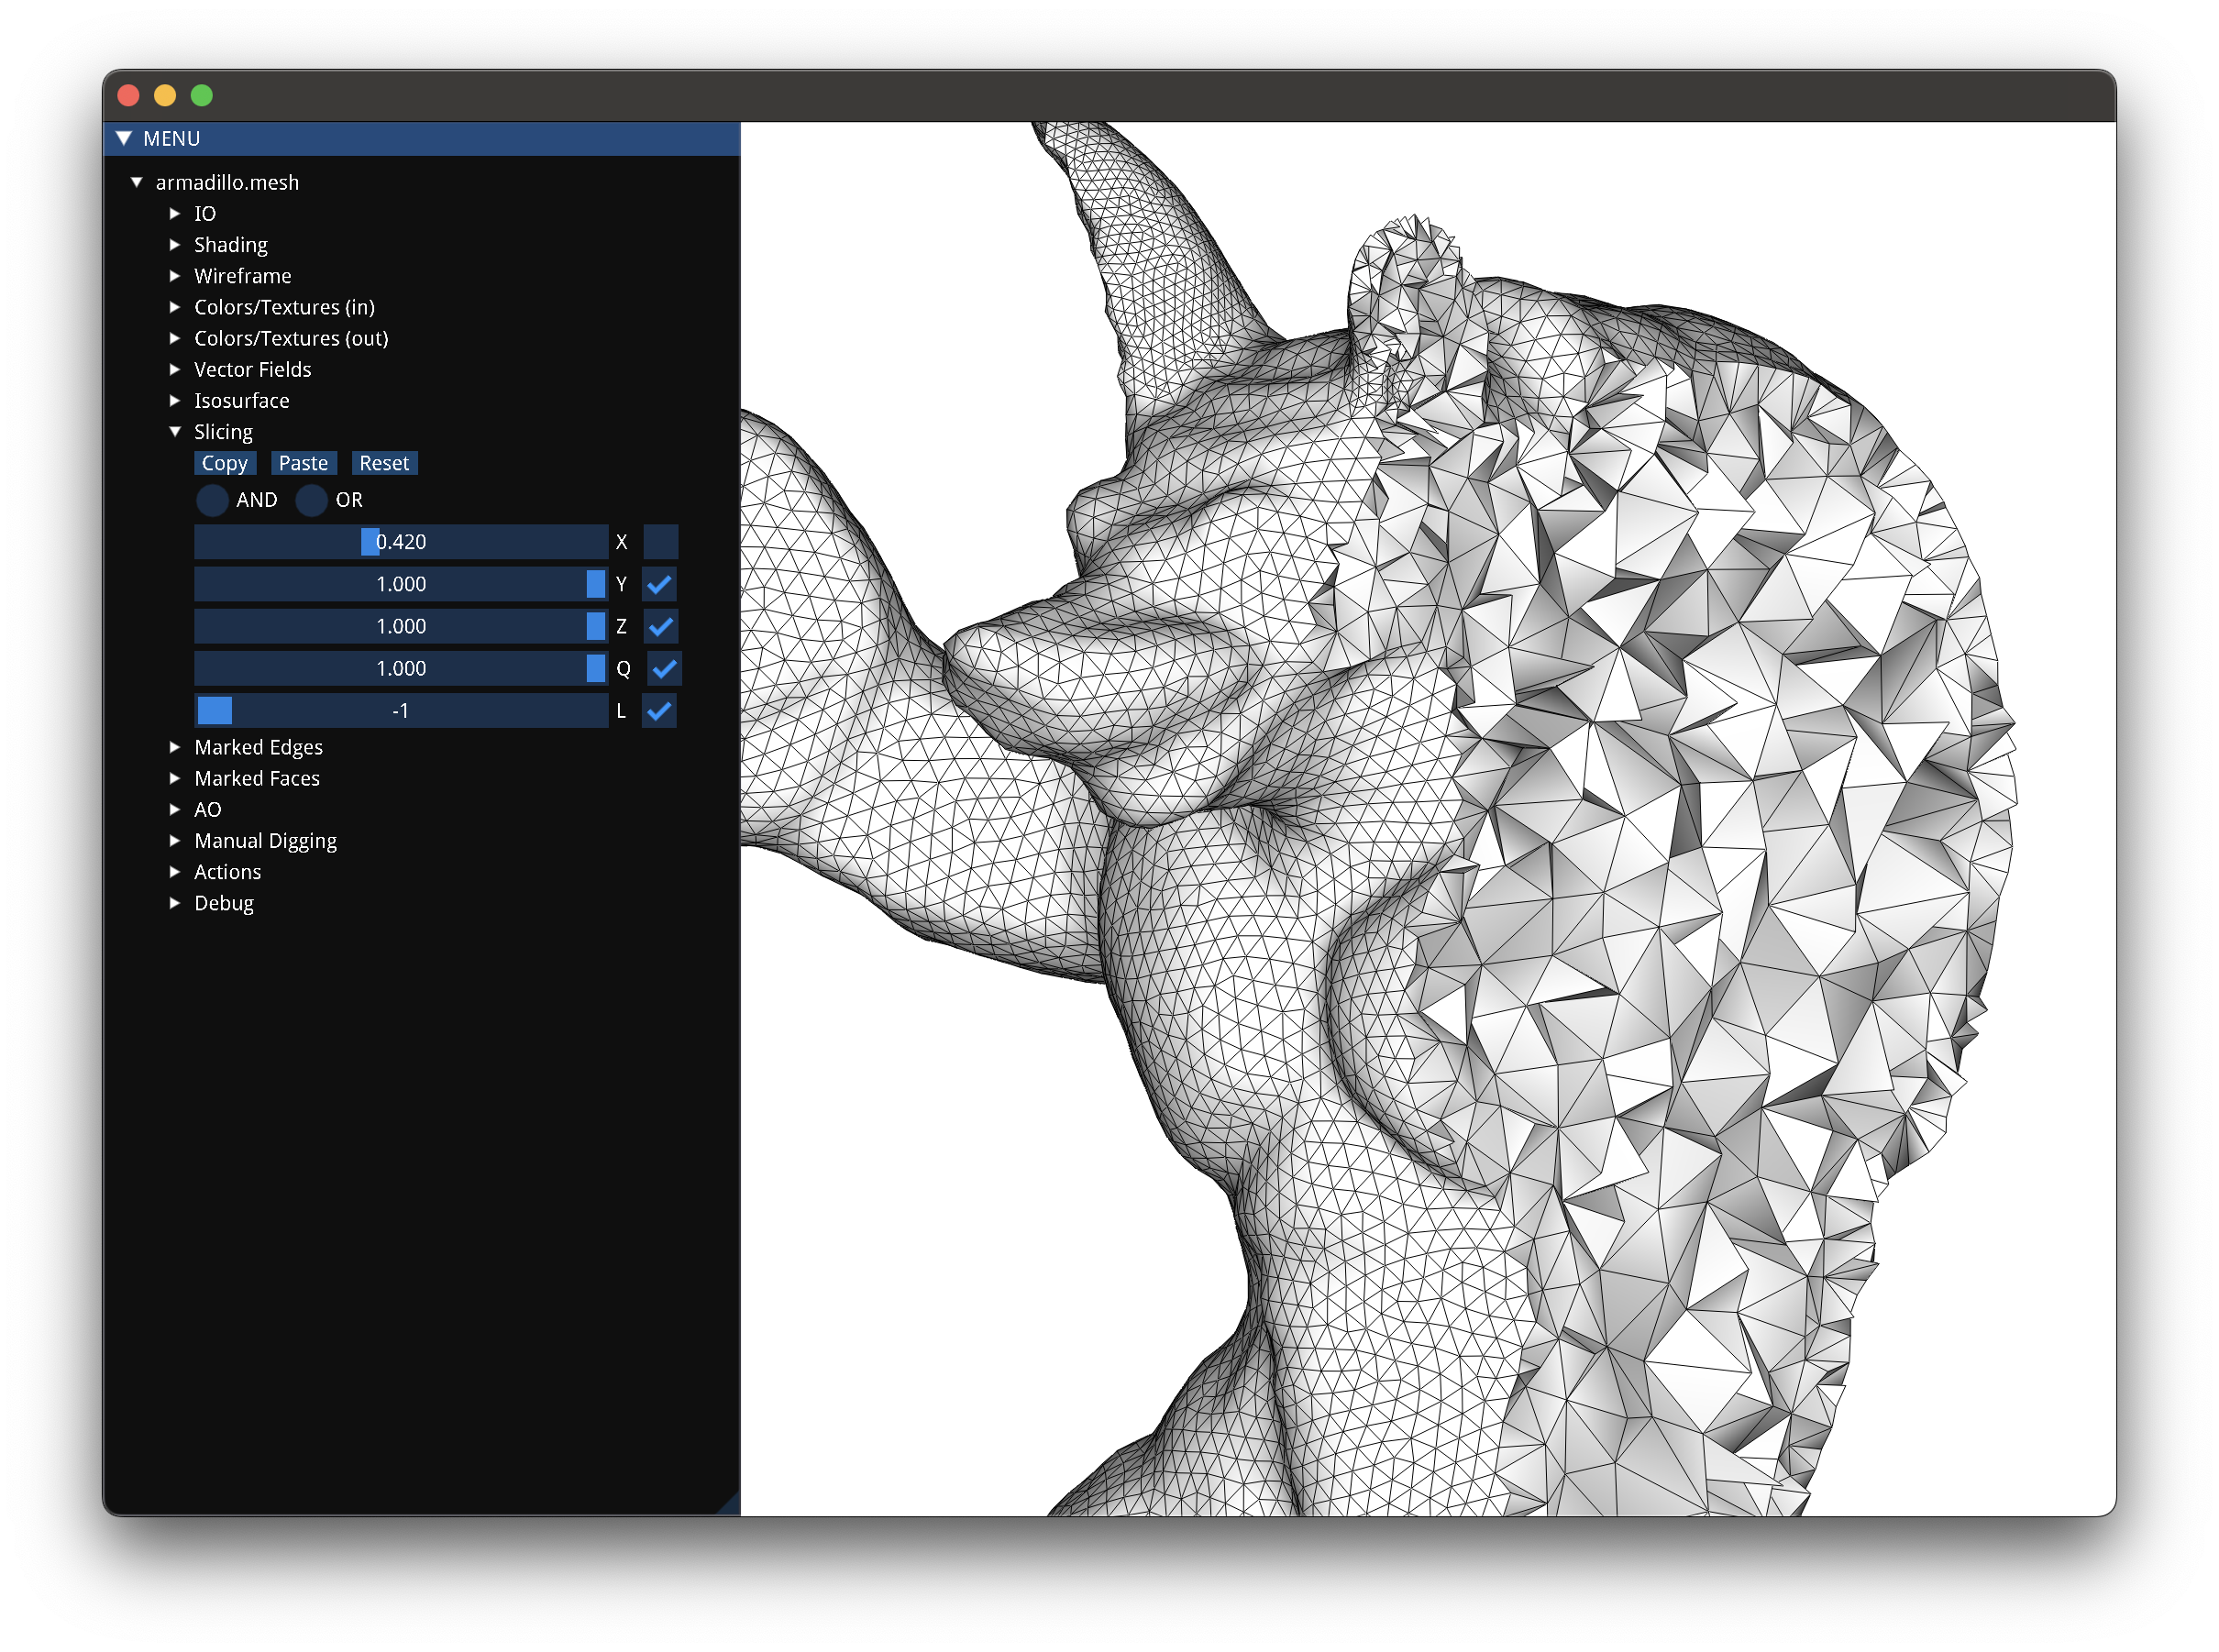 MENU
armadillo.mesh
IO
Shading
Wireframe
Colors/Textures (in)
Colors/Textures (out)
Vector Fields
Isosurface
Slicing
Copy Paste Reset
AND OR
0.420 X
1.000 Y
1.000 Z
1.000 Q
-1 L
Marked Edges
Marked Faces
AO
Manual Digging
Actions
Debug